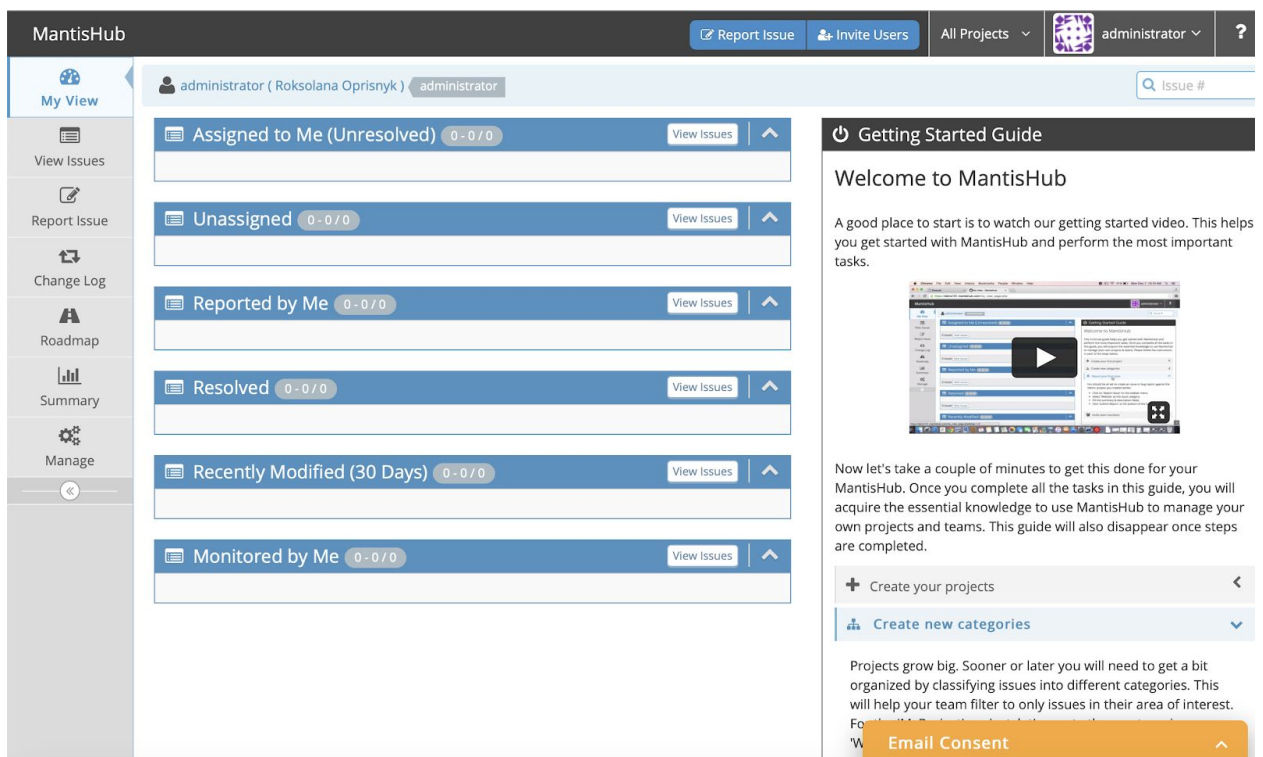 MantisHub
Report Issue
Invite Users
All Projects
administrator
?
My View
View Issues
Report Issue
Change Log
Roadmap
Summary
Manage
administrator ( Roksolana Oprisnyk )
administrator
Issue #
Assigned to Me (Unresolved) 0 - 0 / 0
View Issues
Unassigned 0 - 0 / 0
View Issues
Reported by Me 0 - 0 / 0
View Issues
Resolved 0 - 0 / 0
View Issues
Recently Modified (30 Days) 0 - 0 / 0
View Issues
Monitored by Me 0 - 0 / 0
View Issues
Getting Started Guide
Welcome to MantisHub
A good place to start is to watch our getting started video. This helps
you get started with MantisHub and perform the most important
tasks.
Now let's take a couple of minutes to get this done for your
MantisHub. Once you complete all the tasks in this guide, you will
acquire the essential knowledge to use MantisHub to manage your
own projects and teams. This guide will also disappear once steps
are completed.
Create your projects
Create new categories
Projects grow big. Sooner or later you will need to get a bit
organized by classifying issues into different categories. This
will help your team filter to only issues in their area of interest.
Email Consent